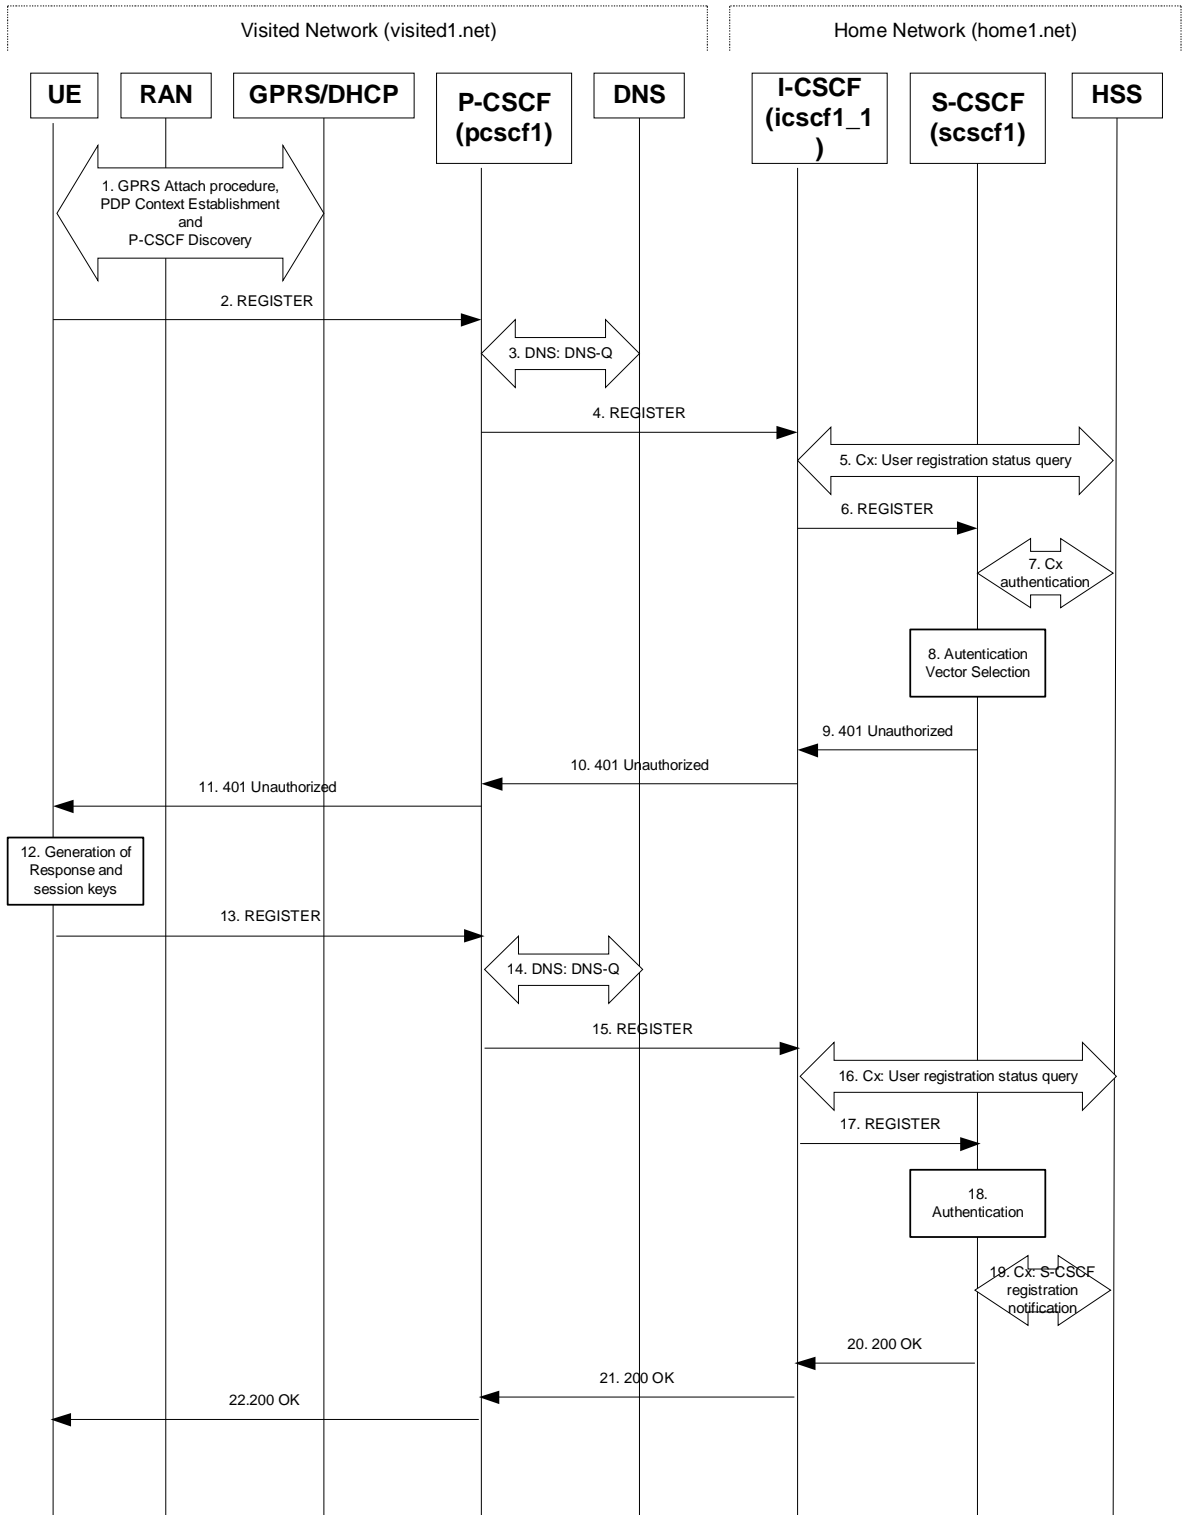 Visited Network (visited1.net)
Home Network (home1.net)
UE
RAN
GPRS/DHCP
P-CSCF
(pcscf1)
DNS
I-CSCF
(icscf1_1
)
S-CSCF
(scscf1)
HSS
1. GPRS Attach procedure,
PDP Context Establishment
and
P-CSCF Discovery
2. REGISTER
3. DNS: DNS-Q
4. REGISTER
5. Cx: User registration status query
6. REGISTER
7. Cx
authentication
8. Autentication
Vector Selection
9. 401 Unauthorized
10. 401 Unauthorized
11. 401 Unauthorized
12. Generation of
Response and
session keys
13. REGISTER
14. DNS: DNS-Q
15. REGISTER
16. Cx: User registration status query
17. REGISTER
18.
Authentication
19. Cx: S-CSCF
registration
notification
20. 200 OK
21. 200 OK
22.200 OK